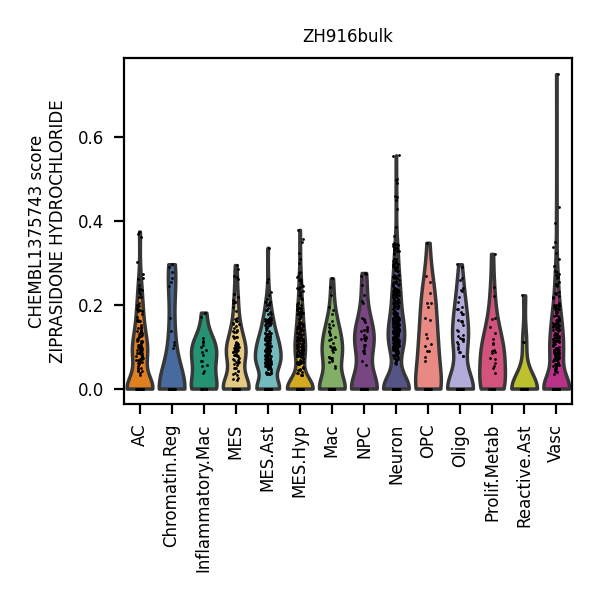 ZH916bulk
CHEMBL1375743 score
ZIPRASIDONE HYDROCHLORIDE
0.6
0.4
0.2
0.0
AC
Chromatin.Reg
Inflammatory.Mac
MES
MES.Ast
MES.Hyp
Mac
NPC
Neuron
OPC
Oligo
Prolif.Metab
Reactive.Ast
Vasc